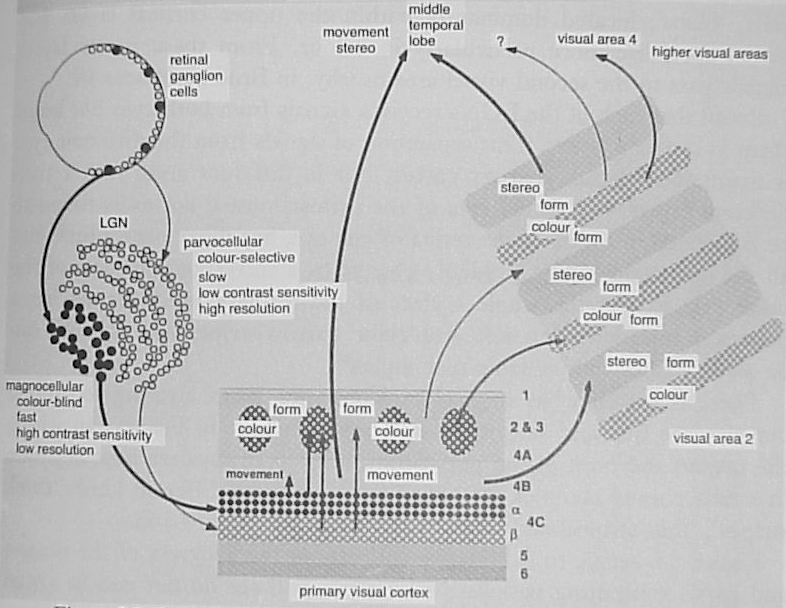 middle
temporal
lobe
movement
stereo
?
visual area 4
higher visual areas
retinal
ganglion
cells
LGN
parvocellular
colour-selective
slow
low contrast sensitivity
high resolution
stereo
form
colour form
stereo
form
colour form
stereo form
colour
visual area 2
magnocellular
colour-blind
fast
high contrast sensitivity
low resolution
form form
colour colour
movement movement
1
2 & 3
4A
4B
α
4C
β
5
6
primary visual cortex